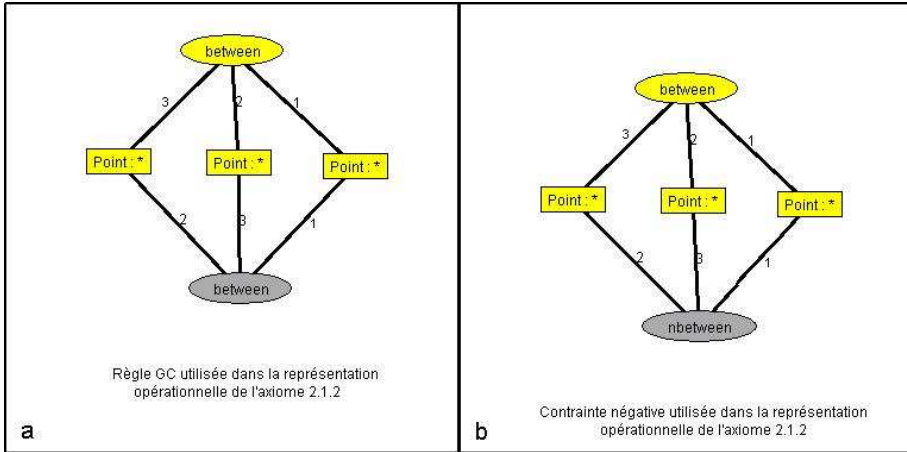 between
3
2
1
Point : *
Point : *
Point : *
2
3
1
between
Règle GC utilisée dans la représentation
opérationnelle de l'axiome 2.1.2
a
between
3
2
1
Point : *
Point : *
Point : *
2
3
1
nbetween
Contrainte négative utilisée dans la représentation
opérationnelle de l'axiome 2.1.2
b